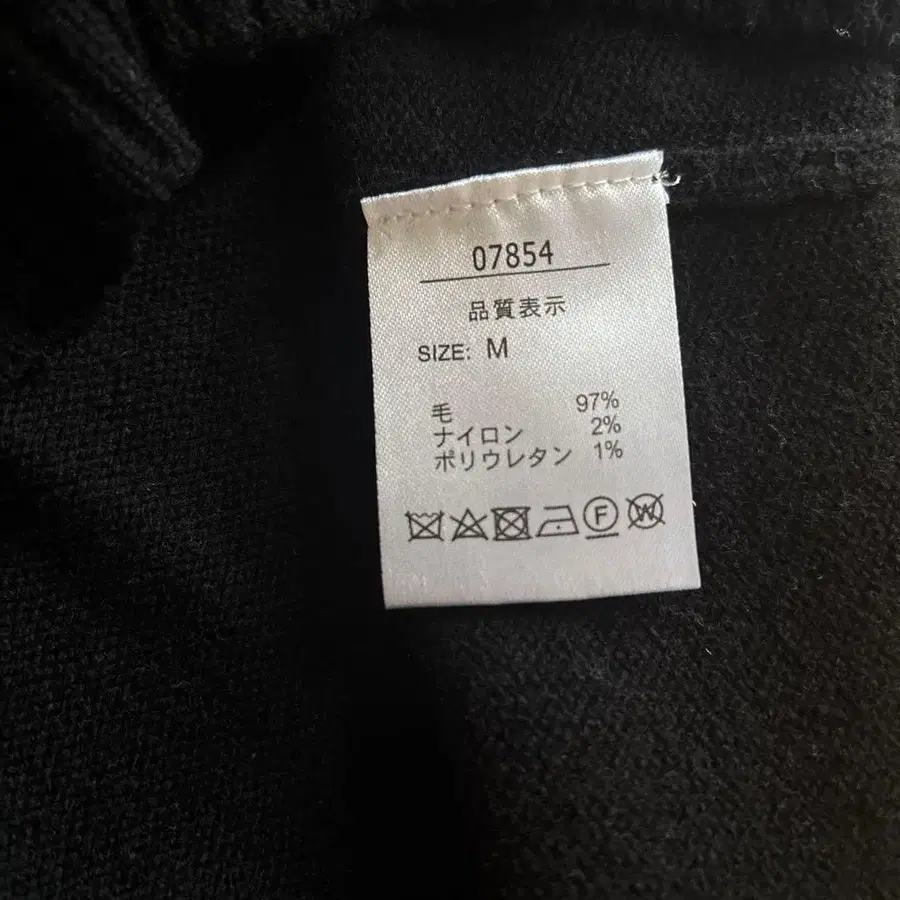 07854
品質表示
SIZE: M
毛 97%
ナイロン 2%
ポリウレタン 1%
F W